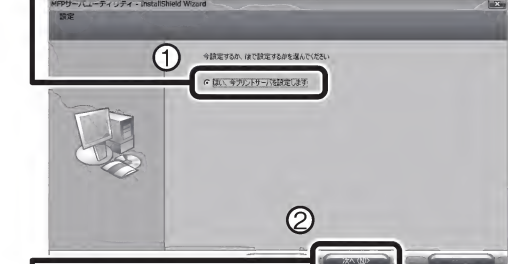 MFPサーバユーティリティ - InstallShield Wizard
設定
①
今設定するか、後で設定するかを選んでください
はい、今プリントサーバを設定します
②
次へ(N)>